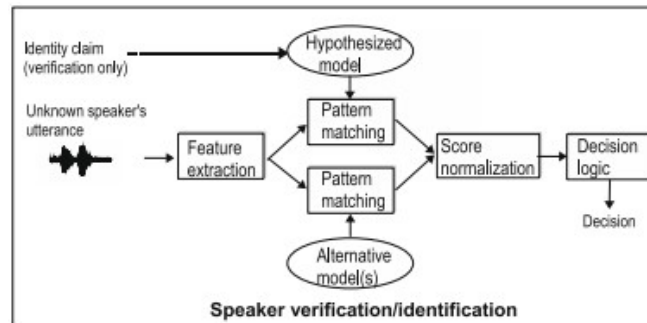 Identity claim
(verification only)
Hypothesized
model
Unknown speaker's
utterance
Pattern
matching
Feature
extraction
Score
normalization
Decision
logic
Pattern
matching
Decision
Alternative
model(s)
Speaker verification/identification